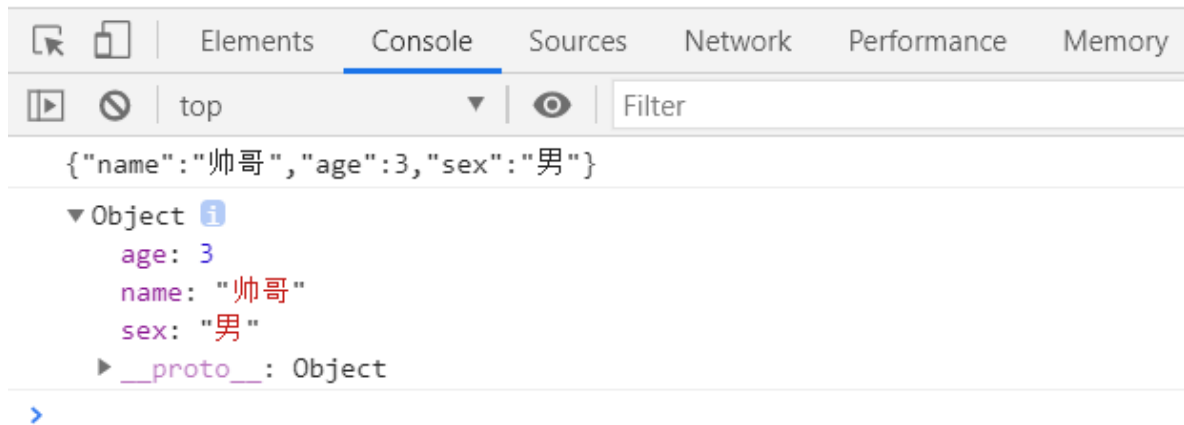 Elements Console Sources Network Performance Memory
top Filter
{"name":"帅哥","age":3,"sex":"男"}
Object i
age: 3
name: "帅哥"
sex: "男"
__proto__: Object